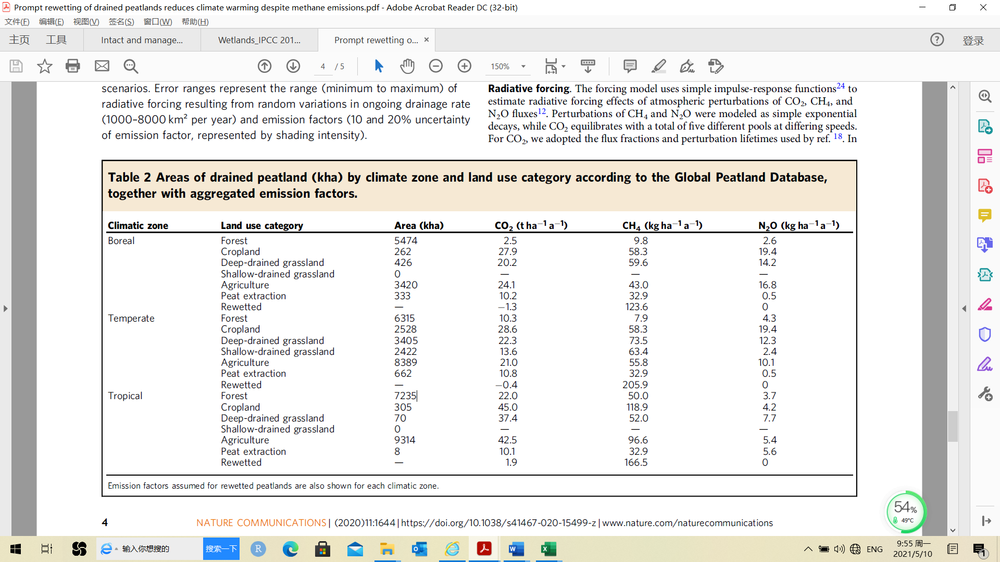 Prompt rewetting of drained peatlands reduces climate warming despite methane emissions.pdf - Adobe Acrobat Reader DC (32-bit)
文件(F) 编辑(E) 视图(V) 签名(S) 窗口(W) 帮助(H)
主页 工具 Intact and manage... Wetlands_IPCC 201... Prompt rewetting o... × 登录
4 / 5 150%
scenarios. Error ranges represent the range (minimum to maximum) of
radiative forcing resulting from random variations in ongoing drainage rate
(1000–8000 km² per year) and emission factors (10 and 20% uncertainty
of emission factor, represented by shading intensity).
Radiative forcing. The forcing model uses simple impulse-response functions24 to
estimate radiative forcing effects of atmospheric perturbations of CO₂, CH₄, and
N₂O fluxes12. Perturbations of CH₄ and N₂O were modeled as simple exponential
decays, while CO₂ equilibrates with a total of five different pools at differing speeds.
For CO₂, we adopted the flux fractions and perturbation lifetimes used by ref. 18. In
Table 2 Areas of drained peatland (kha) by climate zone and land use category according to the Global Peatland Database,
together with aggregated emission factors.
Climatic zone Land use category Area (kha) CO₂ (t ha⁻¹ a⁻¹) CH₄ (kg ha⁻¹ a⁻¹) N₂O (kg ha⁻¹ a⁻¹)
Boreal Forest 5474 2.5 9.8 2.6
Cropland 262 27.9 58.3 19.4
Deep-drained grassland 426 20.2 59.6 14.2
Shallow-drained grassland 0 — — —
Agriculture 3420 24.1 43.0 16.8
Peat extraction 333 10.2 32.9 0.5
Rewetted — −1.3 123.6 0
Temperate Forest 6315 10.3 7.9 4.3
Cropland 2528 28.6 58.3 19.4
Deep-drained grassland 3405 22.3 73.5 12.3
Shallow-drained grassland 2422 13.6 63.4 2.4
Agriculture 8389 21.0 55.8 10.1
Peat extraction 662 10.8 32.9 0.5
Rewetted — −0.4 205.9 0
Tropical Forest 7235 22.0 50.0 3.7
Cropland 305 45.0 118.9 4.2
Deep-drained grassland 70 37.4 52.0 7.7
Shallow-drained grassland 0 — — —
Agriculture 9314 42.5 96.6 5.4
Peat extraction 8 10.1 32.9 5.6
Rewetted — 1.9 166.5 0
Emission factors assumed for rewetted peatlands are also shown for each climatic zone.
54%
49°C
4 NATURE COMMUNICATIONS | (2020)11:1644 | https://doi.org/10.1038/s41467-020-15499-z | www.nature.com/naturecommunications
输入你想搜的 搜索一下 R W X ENG 9:55 周一
2021/5/10
1